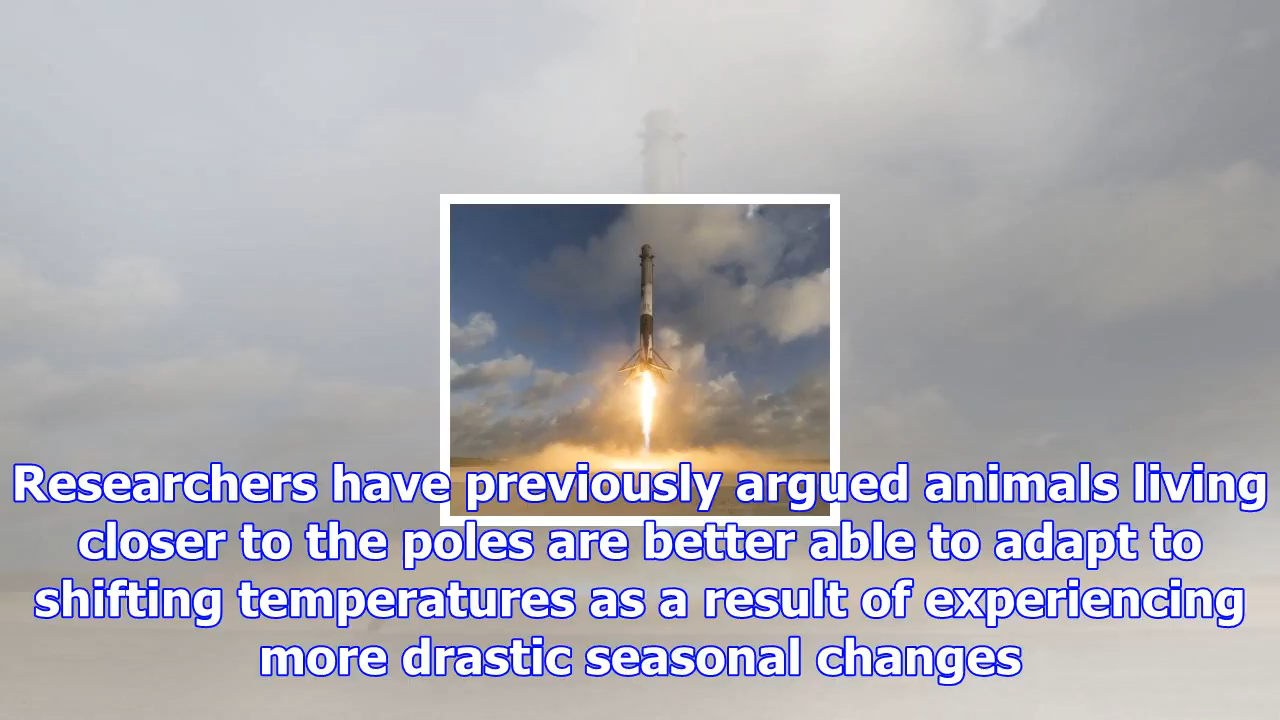 Researchers have previously argued animals living
closer to the poles are better able to adapt to
shifting temperatures as a result of experiencing
more drastic seasonal changes